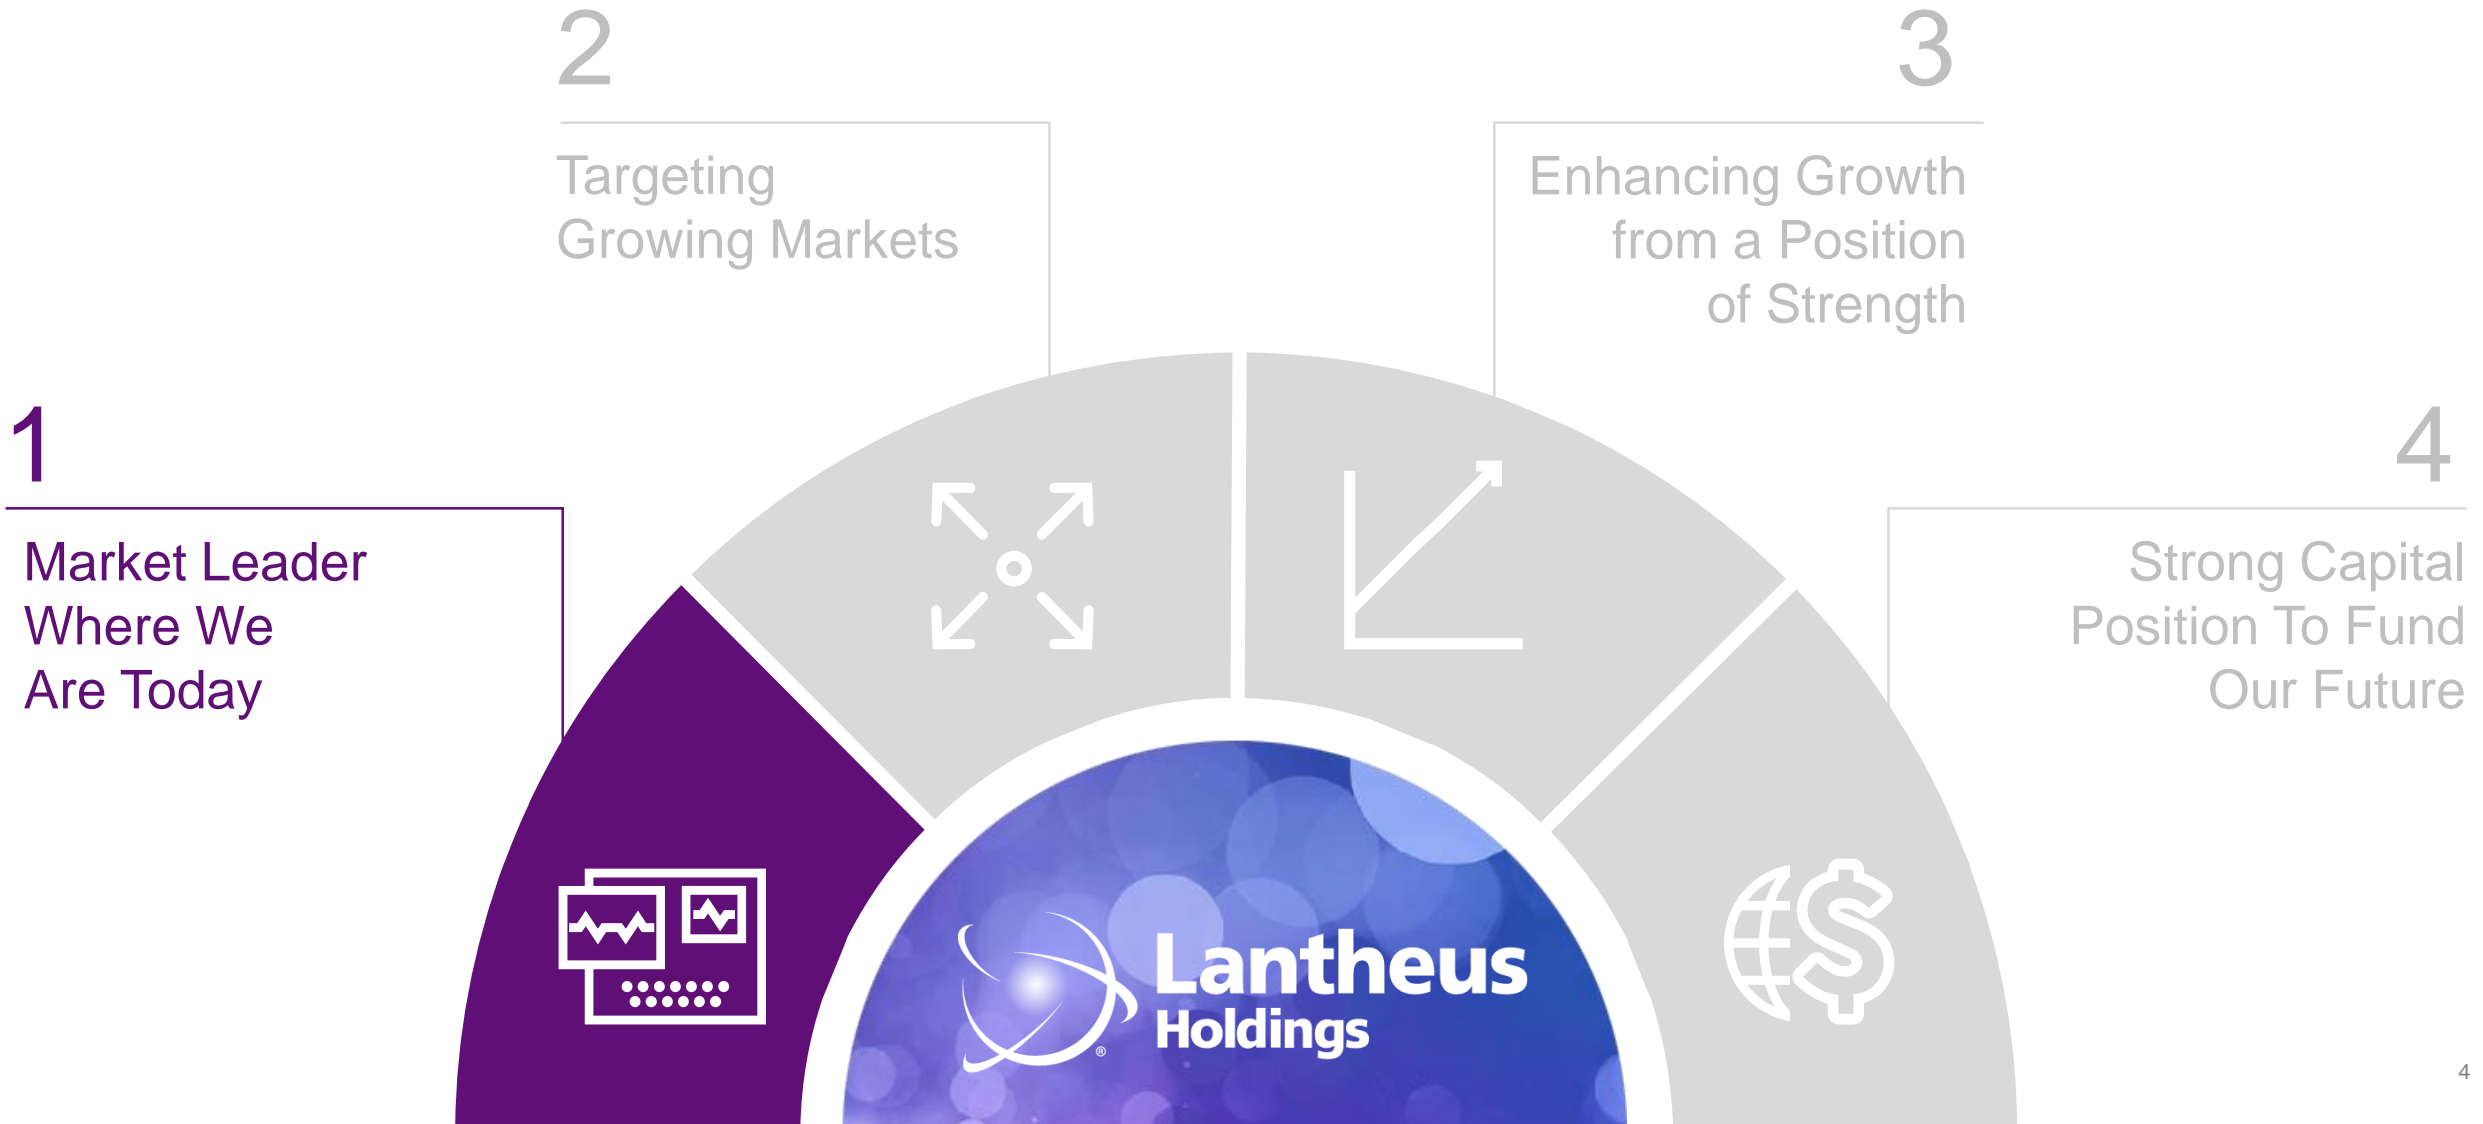 1
Market Leader
Where We
Are Today
2
Targeting
Growing Markets
3
Enhancing Growth
from a Position
of Strength
4
Strong Capital
Position To Fund
Our Future
Lantheus
Holdings
®
4